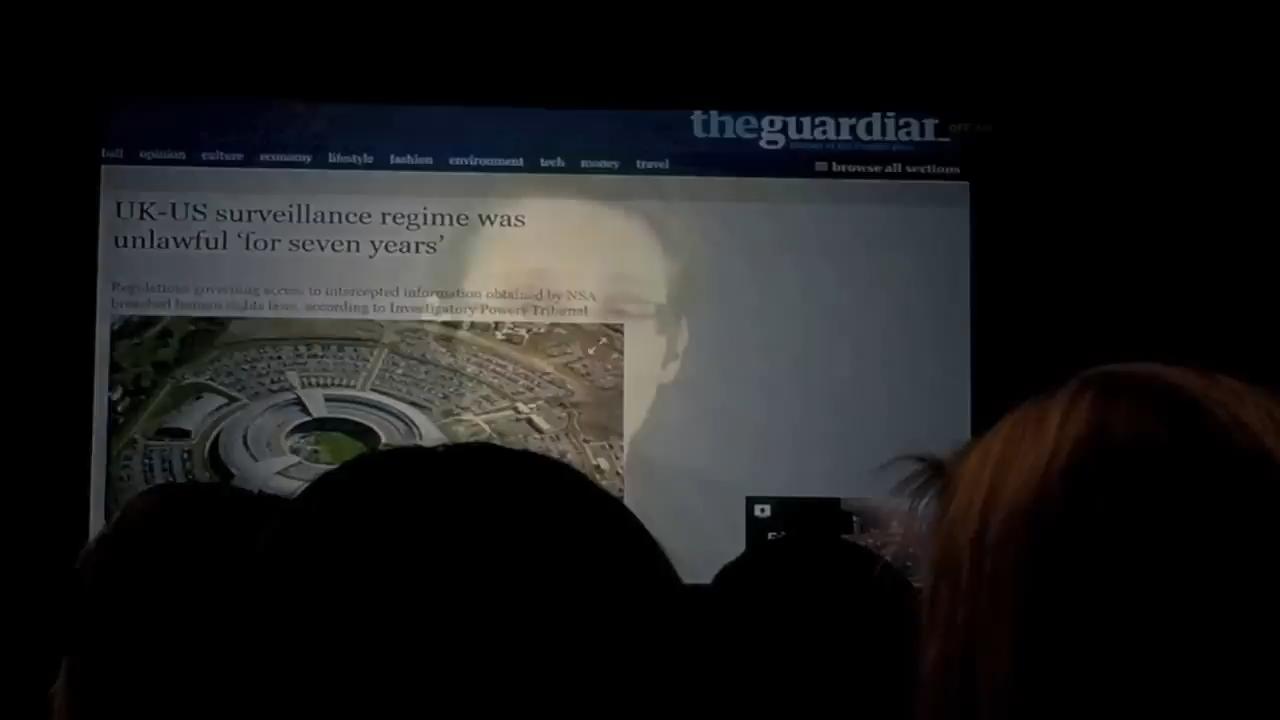 theguardian
ball opinion culture economy lifestyle fashion environment tech money travel
browse all sections
UK-US surveillance regime was
unlawful ‘for seven years’
Regulations governing access to intercepted information obtained by NSA
breached human rights laws, according to Investigatory Powers Tribunal